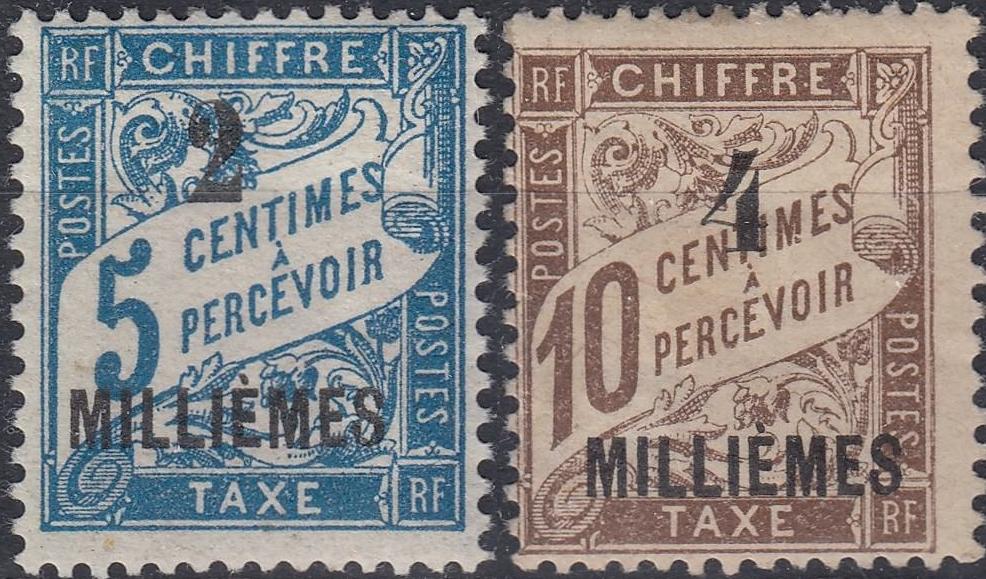 RF CHIFFRE
POSTES
2
5 CENTIMES
À
PERCEVOIR
POSTES
MILLIÈMES
TAXE RF
RF CHIFFRE
POSTES
4
10 CENTIMES
À
PERCEVOIR
POSTES
MILLIÈMES
TAXE RF